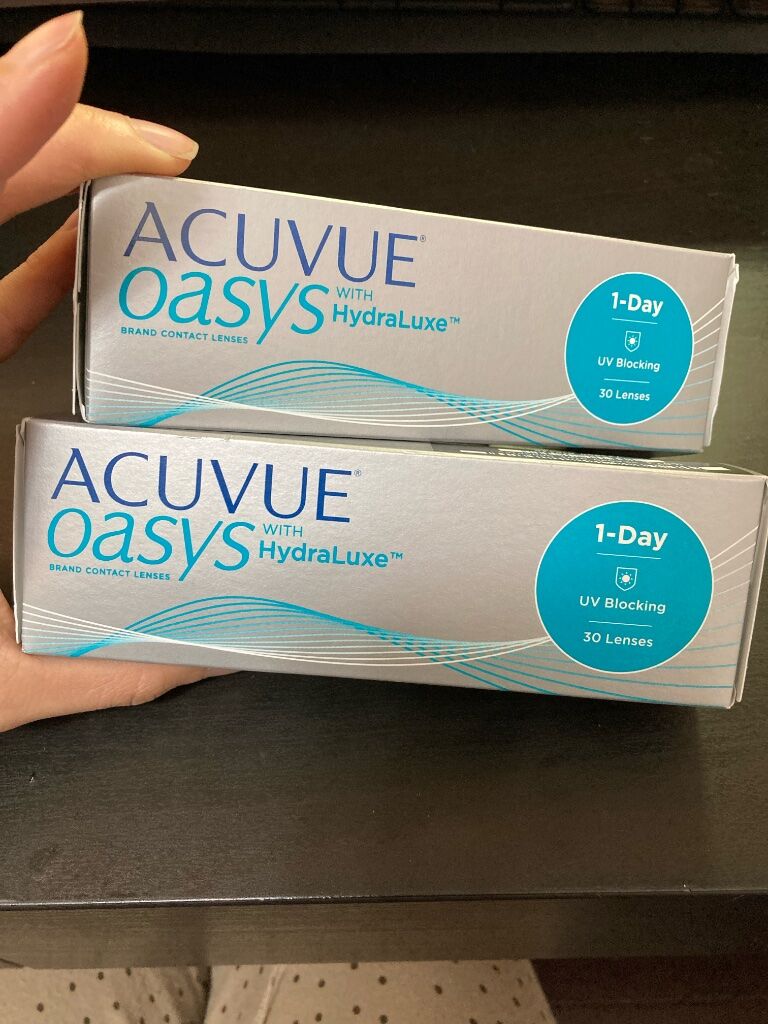 ACUVUE®
oasys WITH HydraLuxe™
BRAND CONTACT LENSES
1-Day
UV Blocking
30 Lenses
ACUVUE®
oasys WITH HydraLuxe™
BRAND CONTACT LENSES
1-Day
UV Blocking
30 Lenses